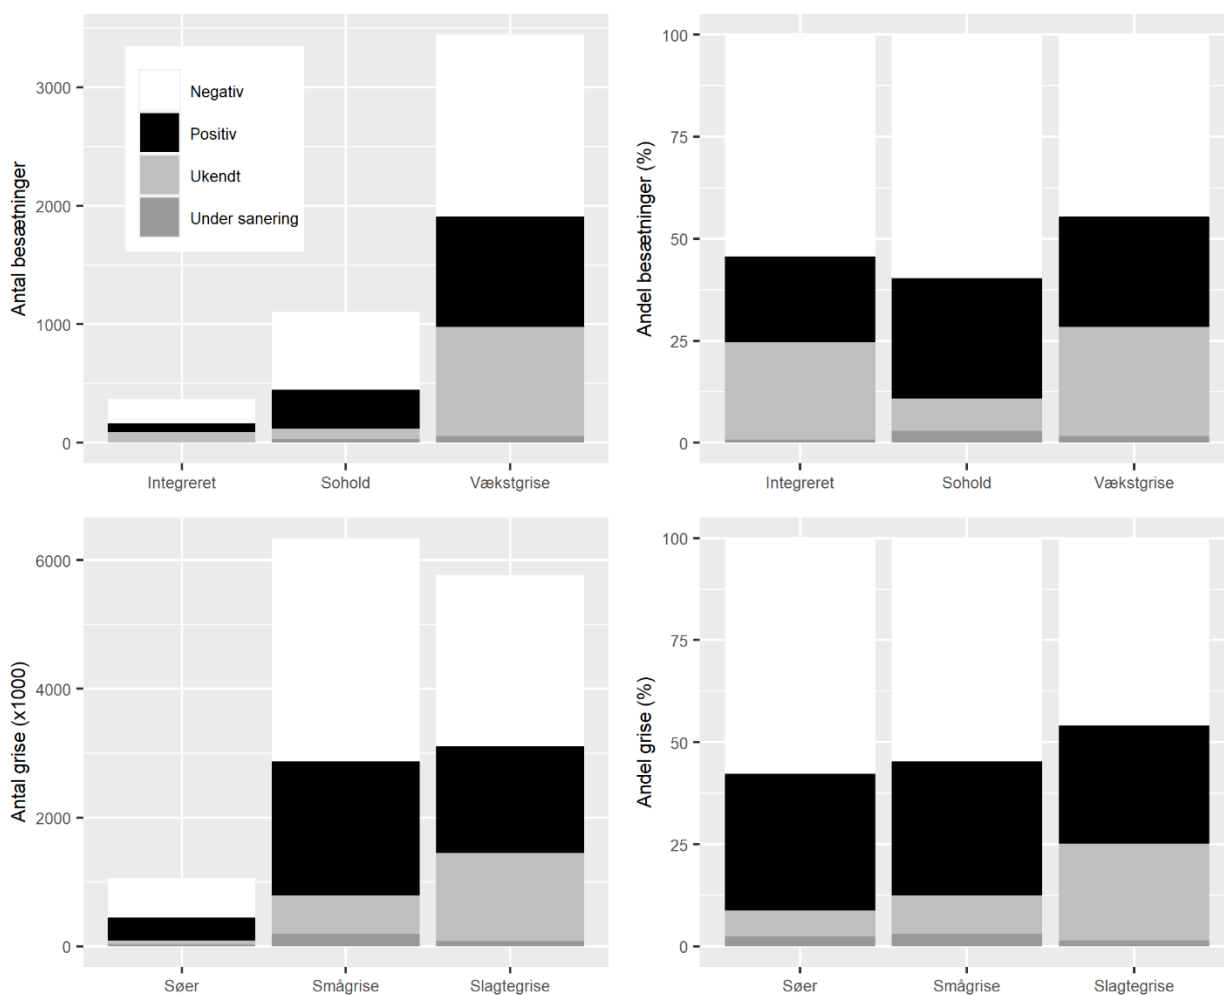 Antal besætninger
3000
2000
1000
0
Negativ
Positiv
Ukendt
Under sanering
Integreret
Sohold
Vækstgrise
Andel besætninger (%)
100
75
50
25
0
Integreret
Sohold
Vækstgrise
Antal grise (x1000)
6000
4000
2000
0
Søer
Smågrise
Slagtegrise
Andel grise (%)
100
75
50
25
0
Søer
Smågrise
Slagtegrise